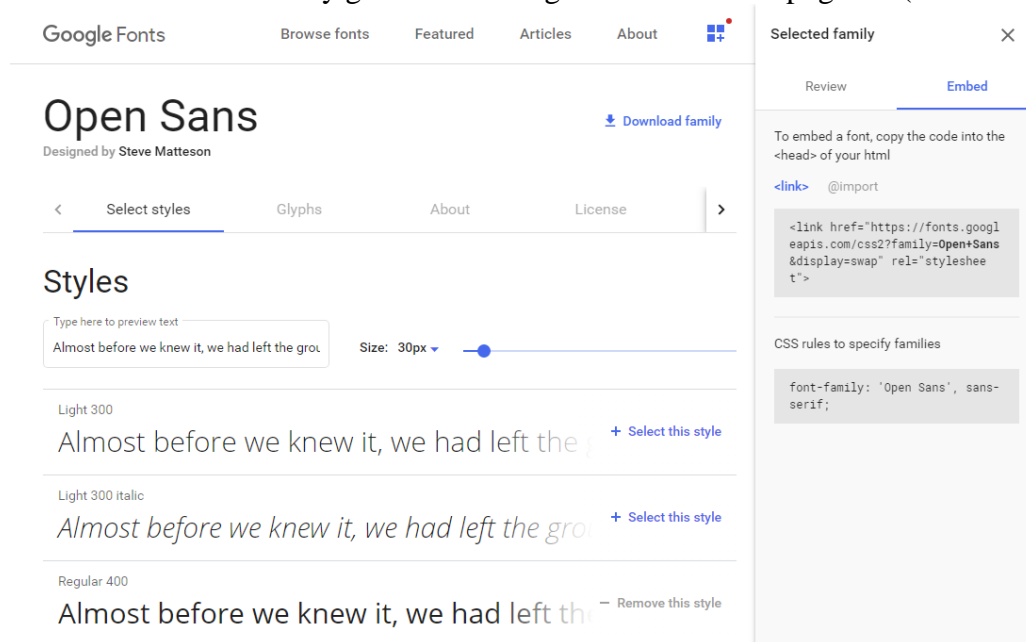 Google Fonts
Browse fonts
Featured
Articles
About
Open Sans
Designed by Steve Matteson
Download family
Select styles
Glyphs
About
License
Styles
Type here to preview text
Almost before we knew it, we had left the grou
Size: 30px
Light 300
Almost before we knew it, we had left the
+ Select this style
Light 300 italic
Almost before we knew it, we had left the gro
+ Select this style
Regular 400
Almost before we knew it, we had left th
− Remove this style
Selected family
Review
Embed
To embed a font, copy the code into the
<head> of your html
<link>
@import
<link href="https://fonts.googl
eapis.com/css2?family=Open+Sans
&display=swap" rel="styleshee
t">
CSS rules to specify families
font-family: 'Open Sans', sans-
serif;